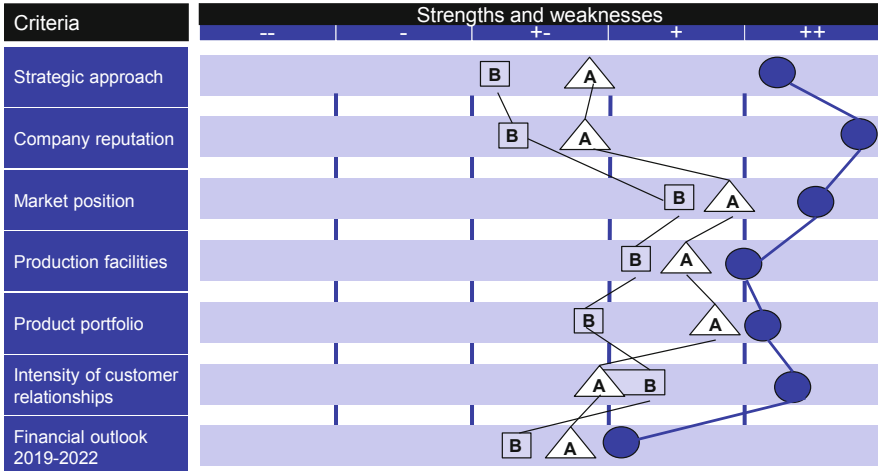 Criteria
Strengths and weaknesses
-- - +- + ++
Strategic approach
B A
Company reputation
B A
Market position
B A
Production facilities
B A
Product portfolio
B A
Intensity of customer
relationships
A B
Financial outlook
2019-2022
B A